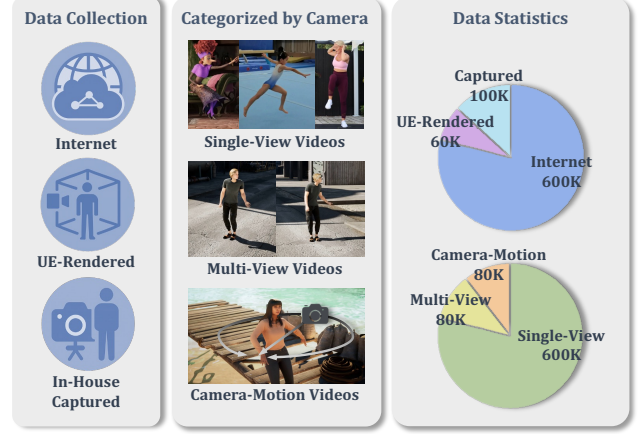 Data Collection
Internet
UE-Rendered
In-House
Captured
Categorized by Camera
Single-View Videos
Multi-View Videos
Camera-Motion Videos
Data Statistics
Captured
100K
UE-Rendered
60K
Internet
600K
Camera-Motion
80K
Multi-View
80K
Single-View
600K